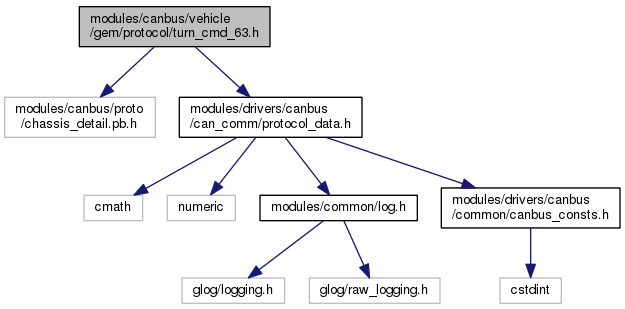 modules/canbus/vehicle
/gem/protocol/turn_cmd_63.h
modules/canbus/proto
/chassis_detail.pb.h
modules/drivers/canbus
/can_comm/protocol_data.h
cmath
numeric
modules/common/log.h
modules/drivers/canbus
/common/canbus_consts.h
glog/logging.h
glog/raw_logging.h
cstdint